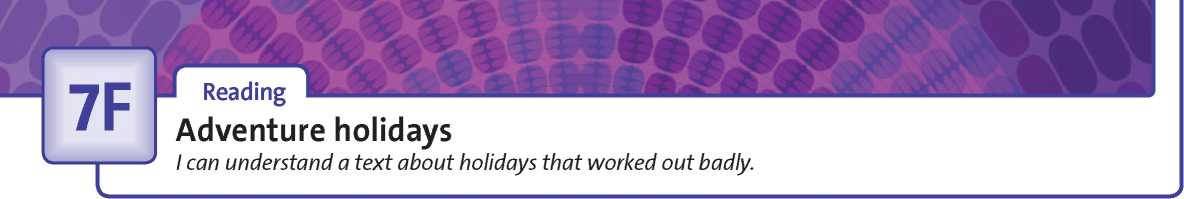 7F
Reading
Adventure holidays
I can understand a text about holidays that worked out badly.